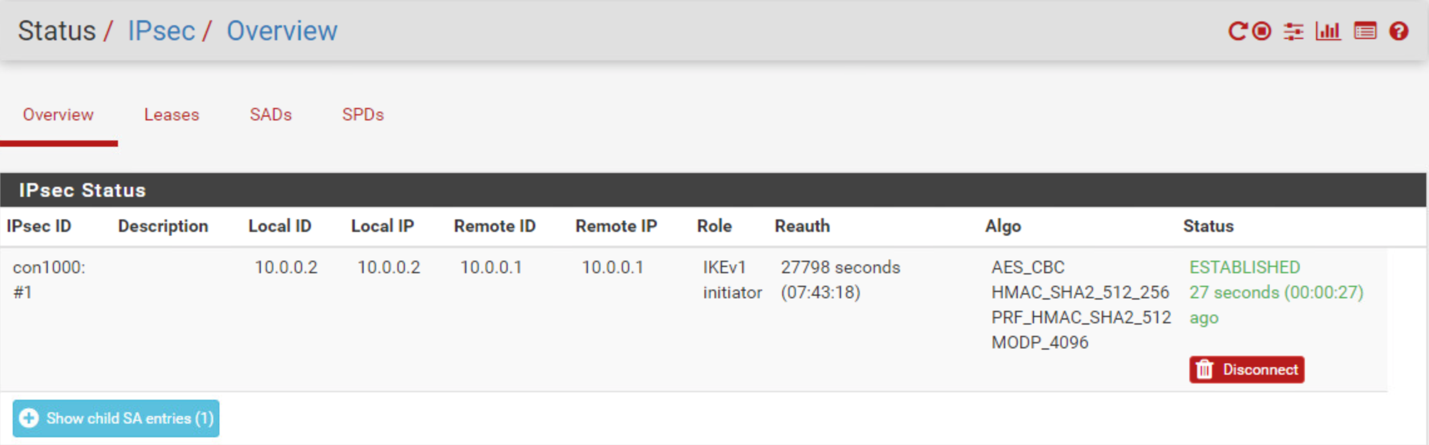 Status / IPsec / Overview
Overview Leases SADs SPDs
IPsec Status
IPsec ID Description Local ID Local IP Remote ID Remote IP Role Reauth Algo Status
con1000: 10.0.0.2 10.0.0.2 10.0.0.1 10.0.0.1 IKEv1 27798 seconds AES_CBC ESTABLISHED
#1 initiator (07:43:18) HMAC_SHA2_512_256 27 seconds (00:00:27)
PRF_HMAC_SHA2_512 ago
MODP_4096
Disconnect
Show child SA entries (1)